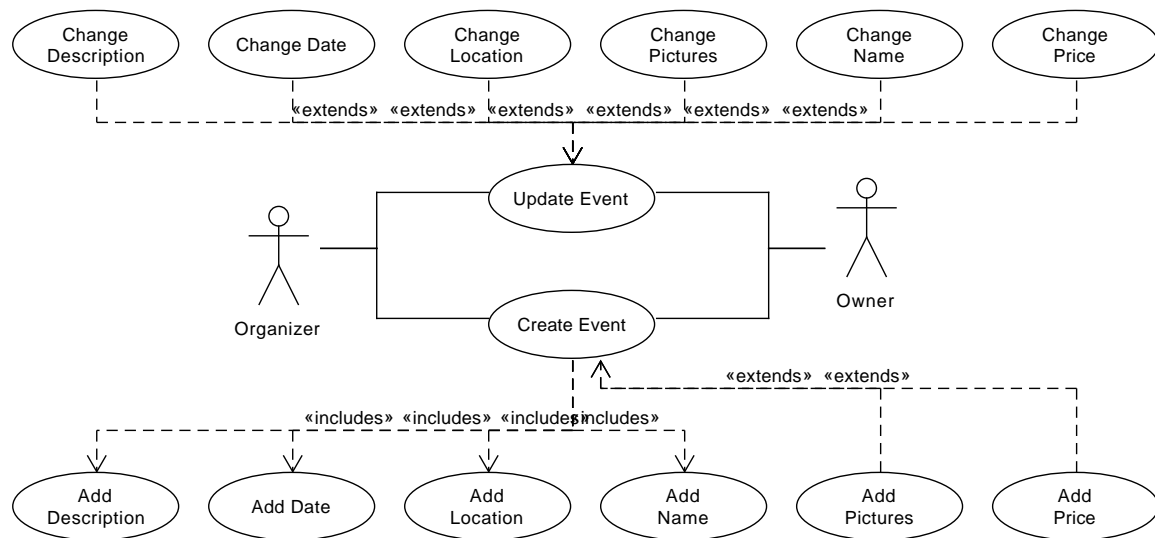 Change
Description
Change Date
Change
Location
Change
Pictures
Change
Name
Change
Price
«extends» «extends» «extends» «extends» «extends» «extends»
Update Event
Organizer
Owner
Create Event
«extends» «extends»
«includes» «includes» «includes» «includes»
Add
Description
Add Date
Add
Location
Add
Name
Add
Pictures
Add
Price